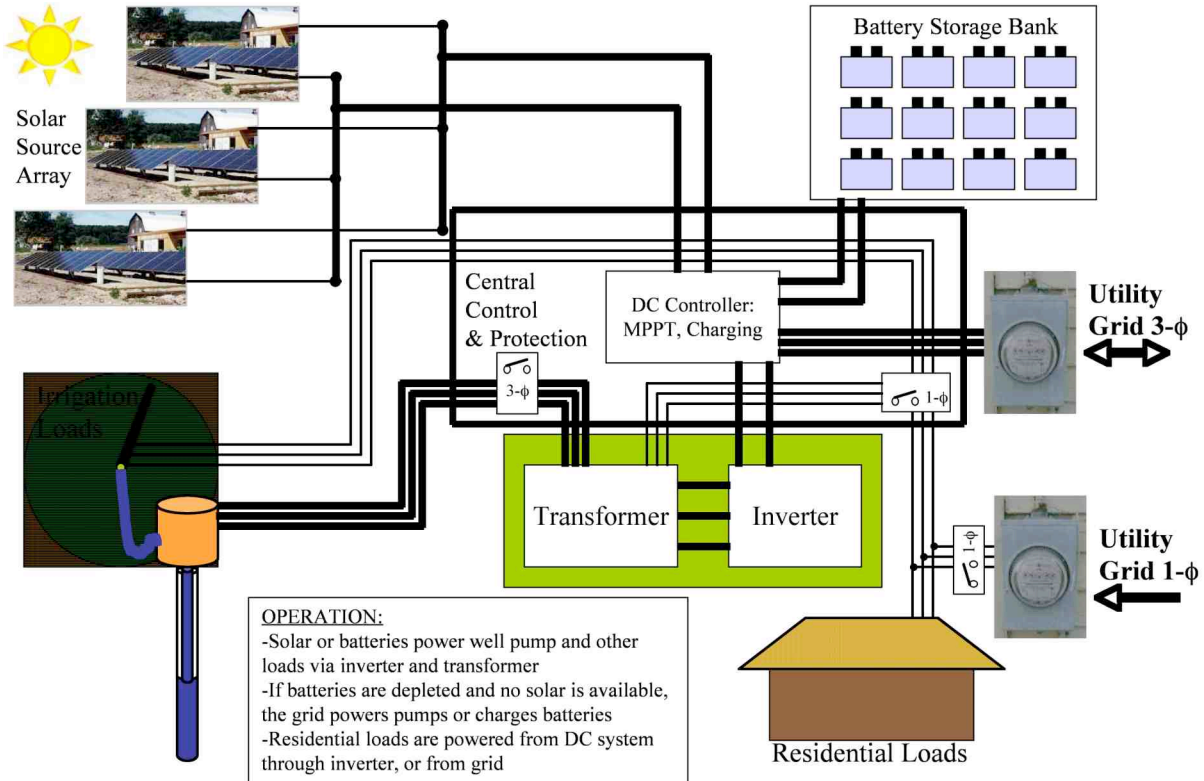 Battery Storage Bank
Solar
Source
Array
Central
Control
& Protection
DC Controller:
MPPT, Charging
Utility
Grid 3-ϕ
3-ϕ
1-ϕ
Irrigation
Loads
Transformer
Inverter
1-ϕ
Utility
Grid 1-ϕ
OPERATION:
-Solar or batteries power well pump and other
loads via inverter and transformer
-If batteries are depleted and no solar is available,
the grid powers pumps or charges batteries
-Residential loads are powered from DC system
through inverter, or from grid
Residential Loads